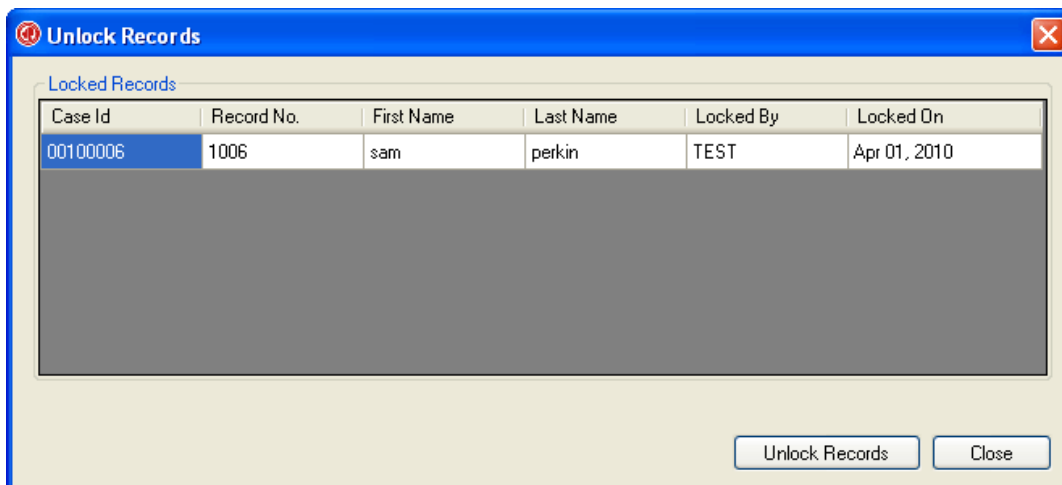 Unlock Records
Locked Records
Case Id Record No. First Name Last Name Locked By Locked On
00100006 1006 sam perkin TEST Apr 01, 2010
Unlock Records Close